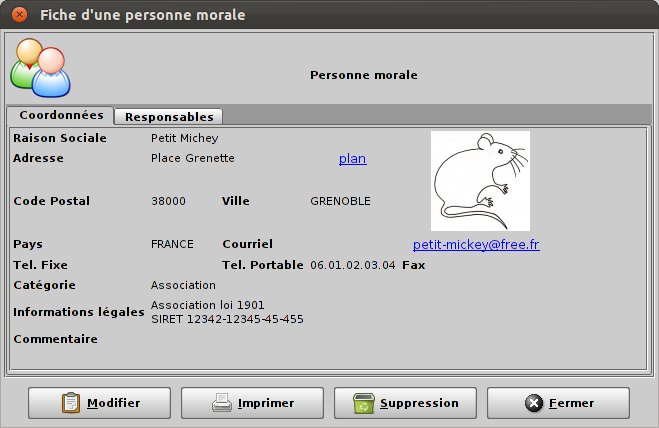 Fiche d'une personne morale
Personne morale
Coordonnées Responsables
Raison Sociale Petit Michey
Adresse Place Grenette plan
Code Postal 38000 Ville GRENOBLE
Pays FRANCE Courriel petit-mickey@free.fr
Tel. Fixe Tel. Portable 06.01.02.03.04 Fax
Catégorie Association
Informations légales Association loi 1901
SIRET 12342-12345-45-455
Commentaire
Modifier Imprimer Suppression Fermer